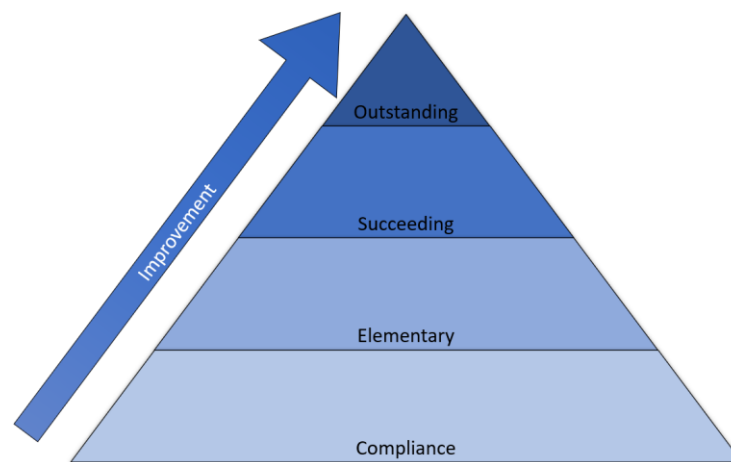 Improvement
Outstanding
Succeeding
Elementary
Compliance